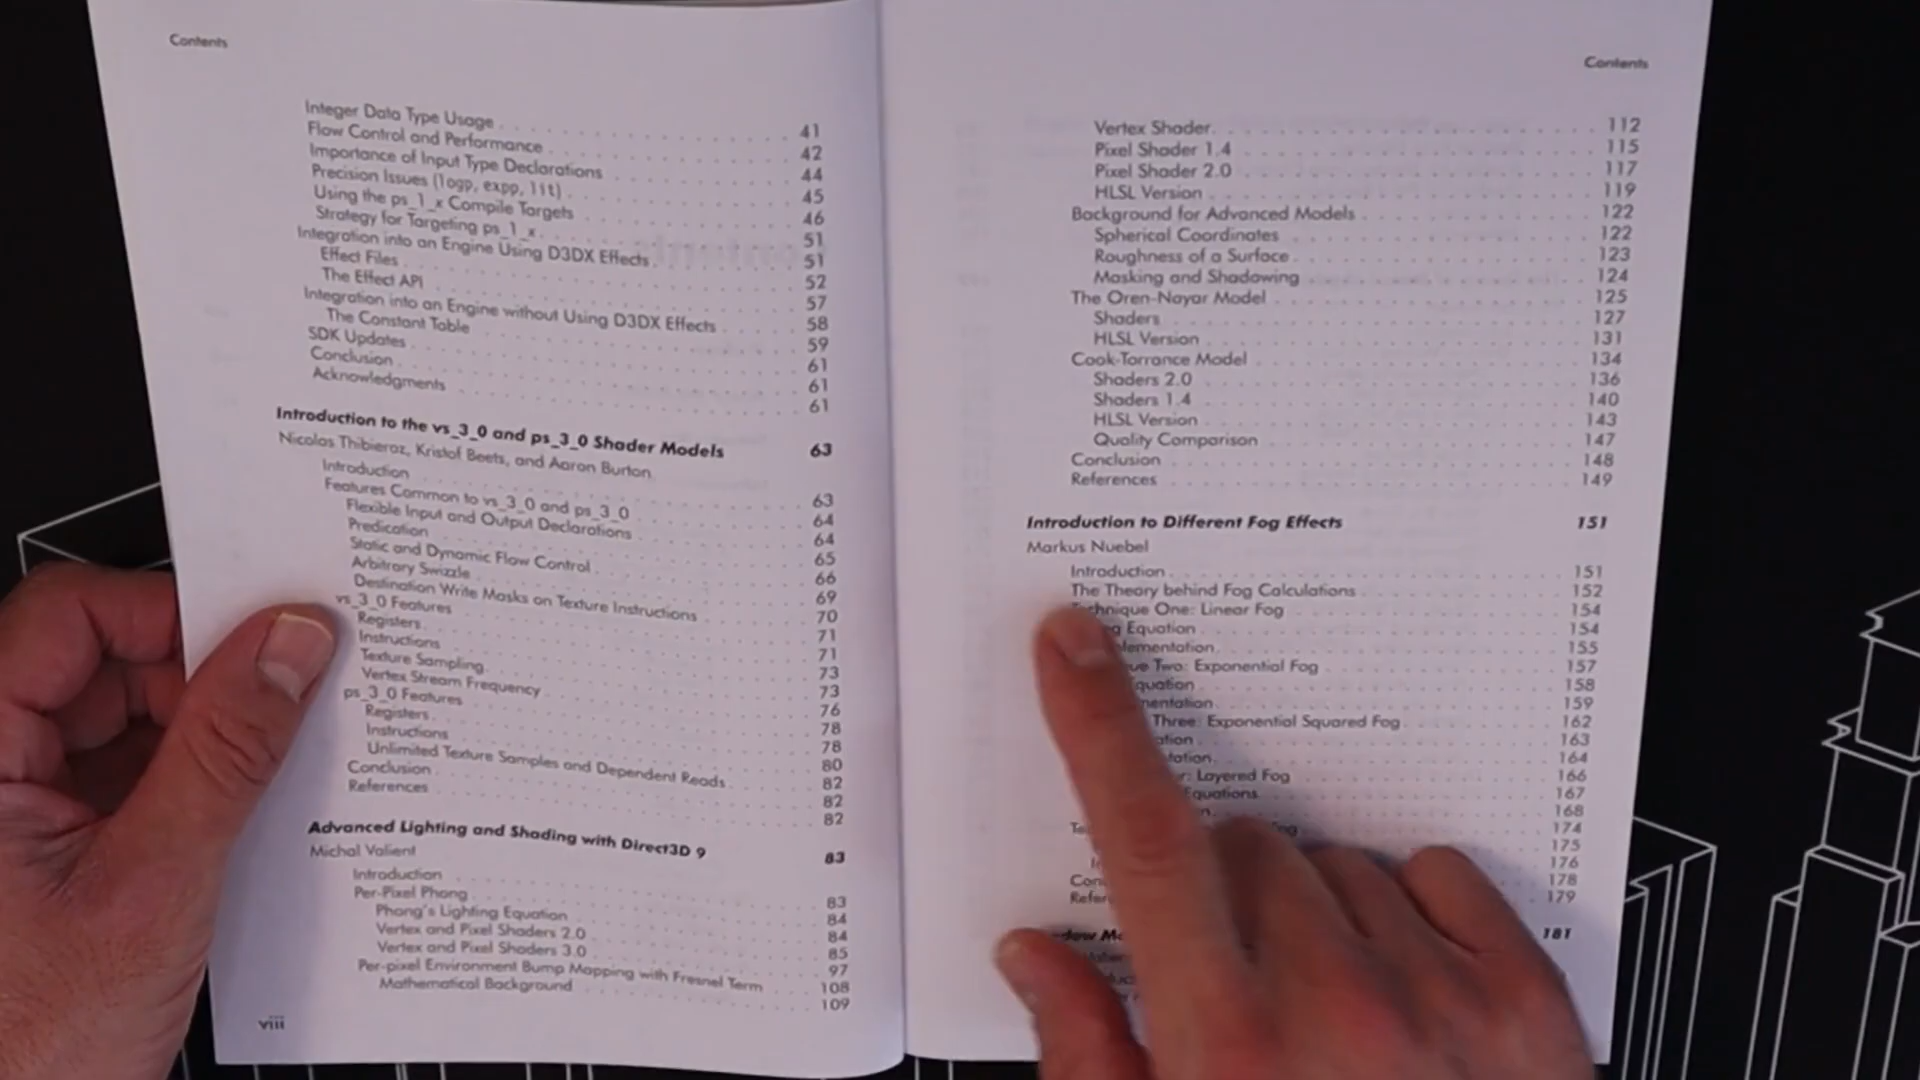 Contents
Integer Data Type Usage 41
Flow Control and Performance 42
Importance of Input Type Declarations 44
Precision Issues (logp, expp, lit) 45
Using the ps_1_x Compile Targets 46
Strategy for Targeting ps_1_x 51
Integration into an Engine Using D3DX Effects 51
Effect Files 52
The Effect API 57
Integration into an Engine without Using D3DX Effects 58
The Constant Table 59
SDK Updates 61
Conclusion 61
Acknowledgments 61
Introduction to the vs_3_0 and ps_3_0 Shader Models 63
Nicolas Thibieroz, Kristof Beets, and Aaron Burton
Introduction 63
Features Common to vs_3_0 and ps_3_0 64
Flexible Input and Output Declarations 64
Predication 65
Static and Dynamic Flow Control 66
Arbitrary Swizzle 69
Destination Write Masks on Texture Instructions 70
vs_3_0 Features 71
Registers 71
Instructions 73
Texture Sampling 73
Vertex Stream Frequency 76
ps_3_0 Features 78
Registers 78
Instructions 80
Unlimited Texture Samples and Dependent Reads 82
Conclusion 82
References 82
Advanced Lighting and Shading with Direct3D 9 83
Michal Valient
Introduction 83
Per-Pixel Phong 84
Phong's Lighting Equation 84
Vertex and Pixel Shaders 2.0 85
Vertex and Pixel Shaders 3.0 97
Per-pixel Environment Bump Mapping with Fresnel Term 108
Mathematical Background 109
viii
Contents
Vertex Shader 112
Pixel Shader 1.4 115
Pixel Shader 2.0 117
HLSL Version 119
Background for Advanced Models 122
Spherical Coordinates 122
Roughness of a Surface 123
Masking and Shadowing 124
The Oren-Nayar Model 125
Shaders 127
HLSL Version 131
Cook-Torrance Model 134
Shaders 2.0 136
Shaders 1.4 140
HLSL Version 143
Quality Comparison 147
Conclusion 148
References 149
Introduction to Different Fog Effects 151
Markus Nuebel
Introduction 151
The Theory behind Fog Calculations 152
One: Linear Fog 154
Equation 154
155
Two: Exponential Fog 157
158
159
Three: Exponential Squared Fog 162
163
164
Layered Fog 166
Equations 167
168
174
175
176
178
179
181